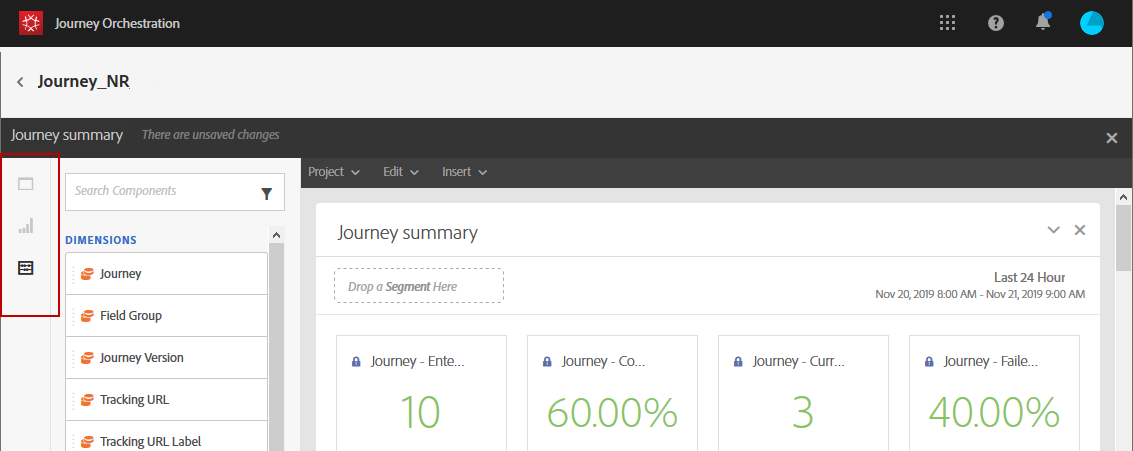 Journey Orchestration
Journey_NR
Journey summary There are unsaved changes
Project Edit Insert
Search Components
DIMENSIONS
Journey
Field Group
Journey Version
Tracking URL
Tracking URL Label
Journey summary
Drop a Segment Here
Last 24 Hour
Nov 20, 2019 8:00 AM - Nov 21, 2019 9:00 AM
Journey - Ente...
10
Journey - Co...
60.00%
Journey - Curr...
3
Journey - Faile...
40.00%